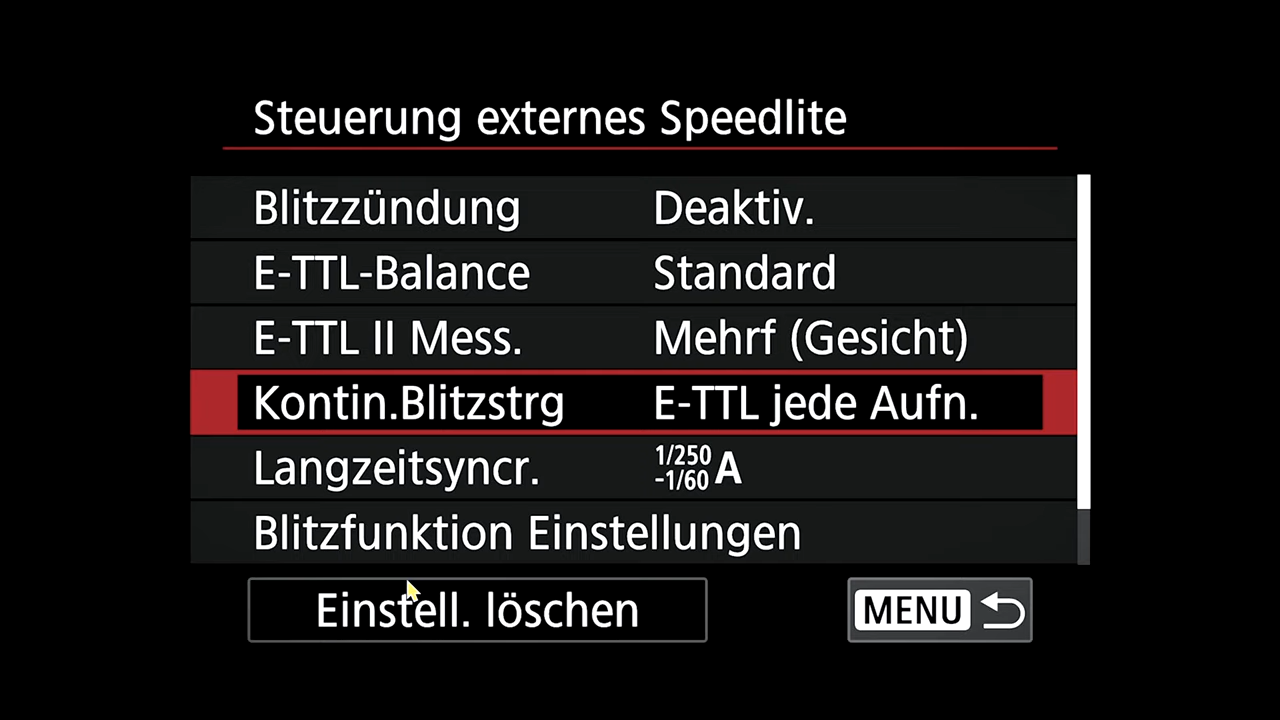 Steuerung externes Speedlite
Blitzzündung Deaktiv.
E-TTL-Balance Standard
E-TTL II Mess. Mehrf (Gesicht)
Kontin.Blitzstrg E-TTL jede Aufn.
Langzeitsyncr. 1/250-1/60 A
Blitzfunktion Einstellungen
Einstell. löschen MENU